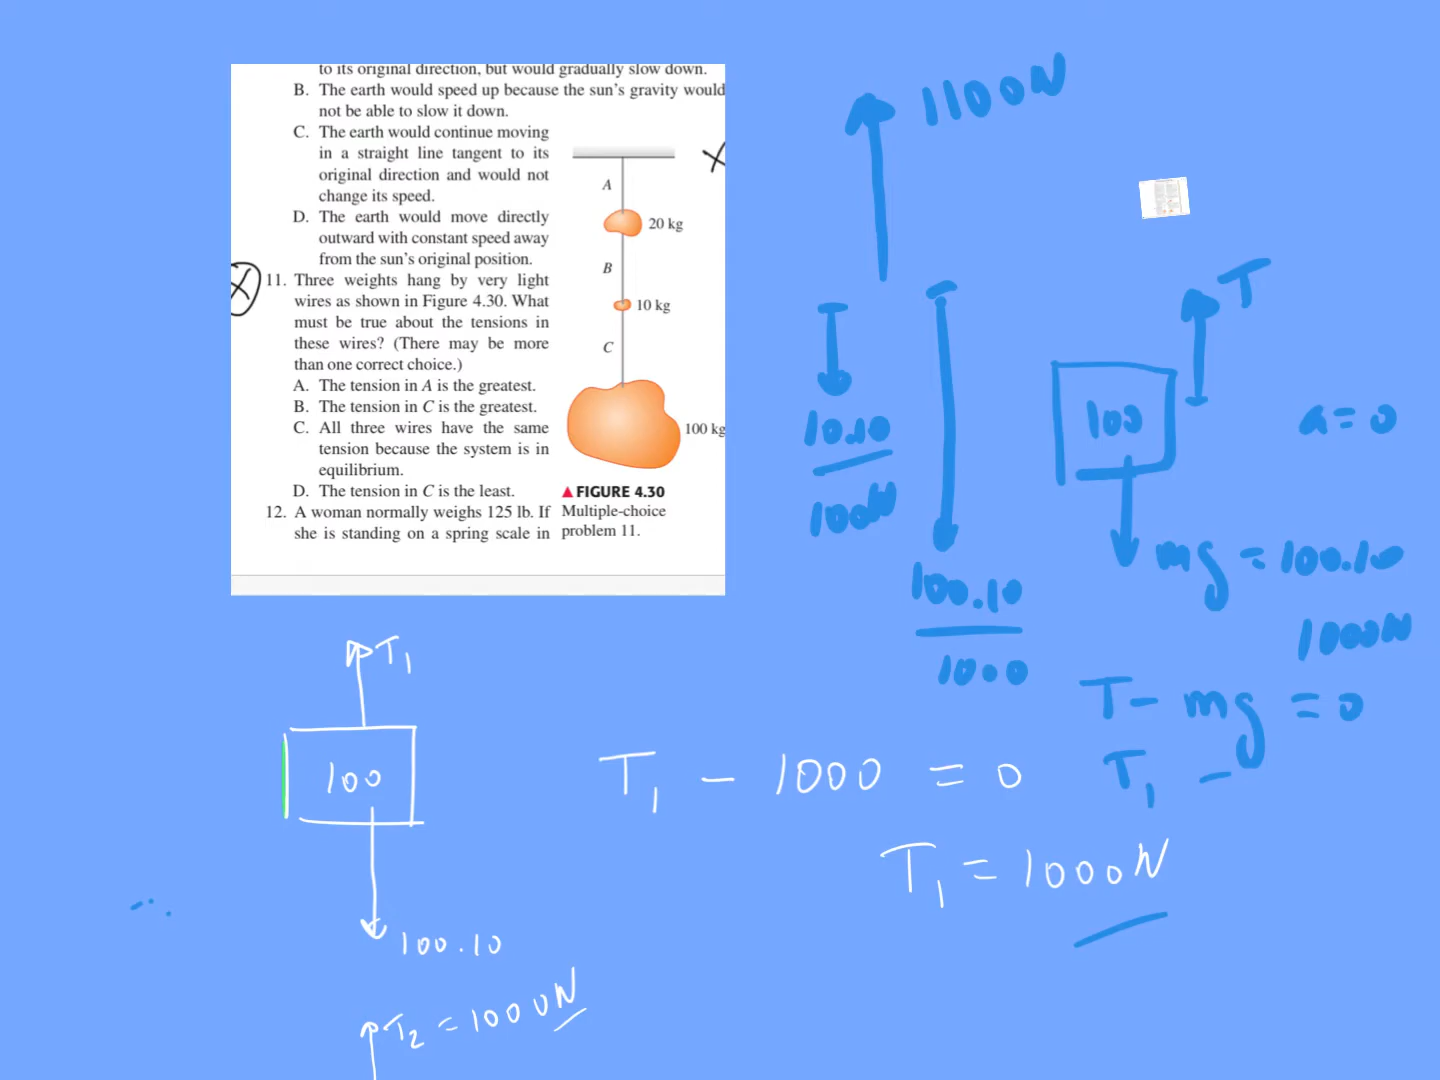 to its original direction, but would gradually slow down.
B. The earth would speed up because the sun's gravity would
not be able to slow it down.
C. The earth would continue moving
in a straight line tangent to its
original direction and would not
change its speed.
D. The earth would move directly
outward with constant speed away
from the sun's original position.
11. Three weights hang by very light
wires as shown in Figure 4.30. What
must be true about the tensions in
these wires? (There may be more
than one correct choice.)
A. The tension in A is the greatest.
B. The tension in C is the greatest.
C. All three wires have the same
tension because the system is in
equilibrium.
D. The tension in C is the least.
12. A woman normally weighs 125 lb. If
she is standing on a spring scale in
A
20 kg
B
10 kg
C
100 kg
▲ FIGURE 4.30
Multiple-choice
problem 11.
1100N
10.10
100N
100.10
1000
T
100
a = 0
mg = 100.10
1000N
T - mg = 0
T1 -
T1
100
100.10
T1 - 1000 = 0
T1 = 1000N
T2 = 1000N